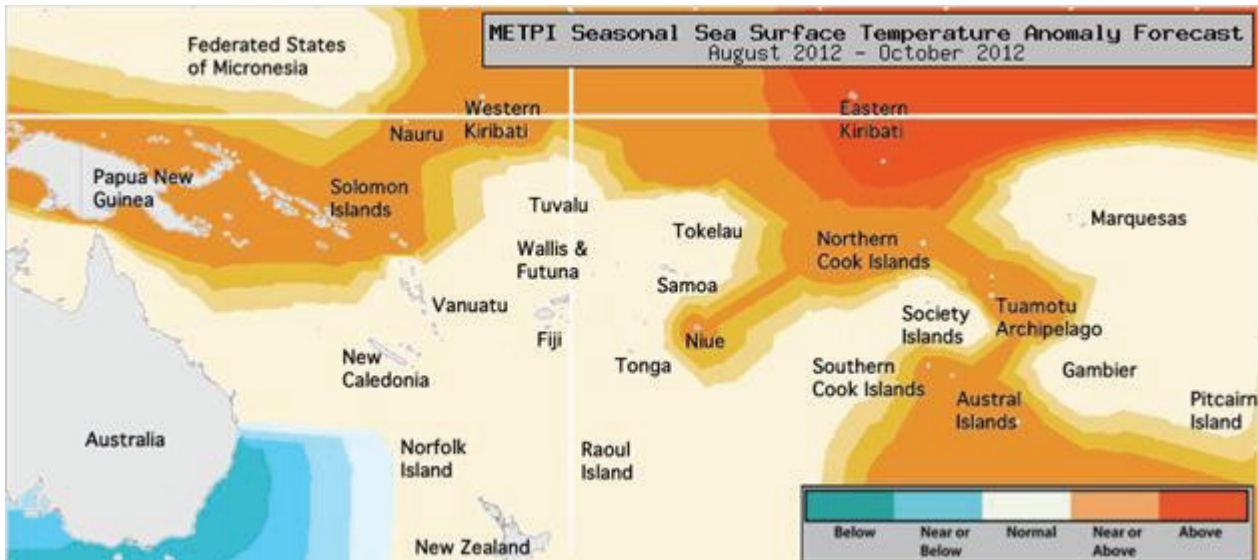 METPI Seasonal Sea Surface Temperature Anomaly Forecast
August 2012 - October 2012
Federated States
of Micronesia
Western
Kiribati
Nauru
Eastern
Kiribati
Papua New
Guinea
Solomon
Islands
Tuvalu
Tokelau
Marquesas
Wallis &
Futuna
Northern
Cook Islands
Samoa
Vanuatu
Fiji
Niue
Society
Islands
Tuamotu
Archipelago
New
Caledonia
Tonga
Southern
Cook Islands
Gambier
Austral
Islands
Pitcairn
Island
Australia
Norfolk
Island
Raoul
Island
New Zealand
Below
Near or
Below
Normal
Near or
Above
Above